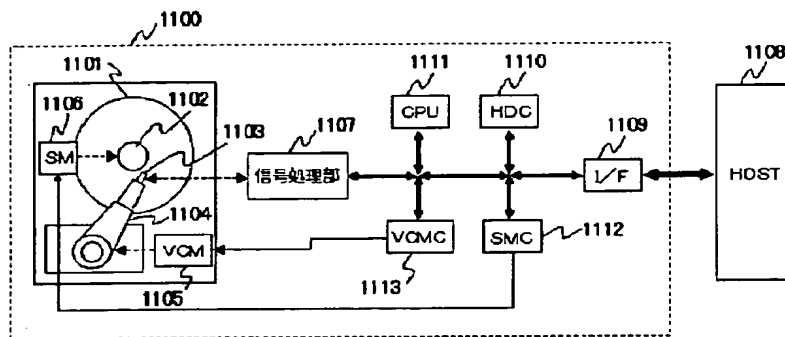 1100
1101
1102
1103
1106
SM
1104
VCM
1105
1107
信号処理部
1111
CPU
1110
HDC
1109
I/F
VCMC
1113
SMC
1112
1108
HOST